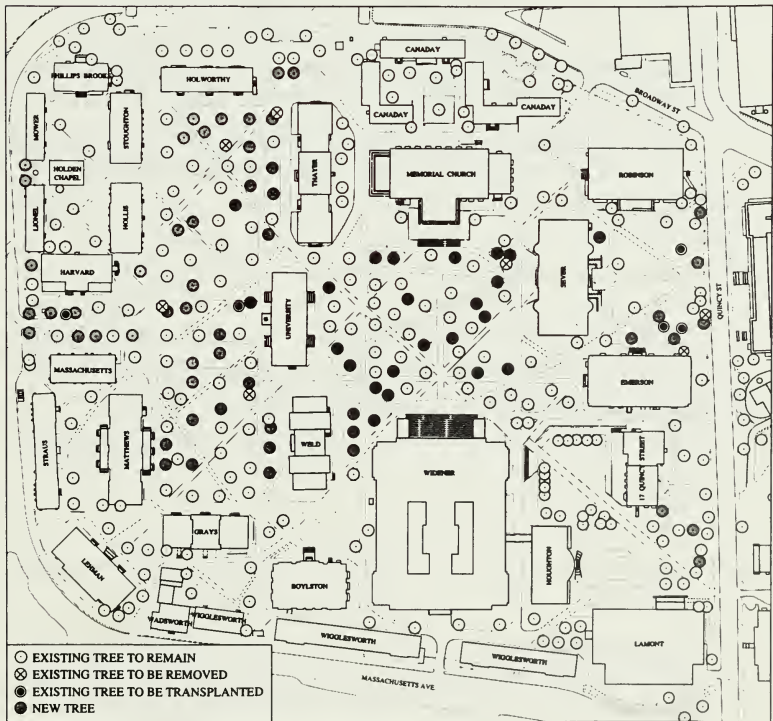 CANADAY
PHILLIPS BROOKS
HOLWORTHY
BROADWAY ST
MOWER
STOUGHTON
CANADAY
CANADAY
HOLDEN
CHAPEL
THAYER
MEMORIAL CHURCH
ROBINSON
LIONEL
HOLLIS
HARVARD
SEVER
QUINCY ST
UNIVERSITY
MASSACHUSETTS
EMERSON
STRAUS
MATTHEWS
WELD
WIDENER
17 QUINCY STREET
GRAYS
LEHMAN
BOYLSTON
HOUGHTON
WADSWORTH
WIGGLESWORTH
WIGGLESWORTH
WIGGLESWORTH
LAMONT
MASSACHUSETTS AVE.
EXISTING TREE TO REMAIN
EXISTING TREE TO BE REMOVED
EXISTING TREE TO BE TRANSPLANTED
NEW TREE